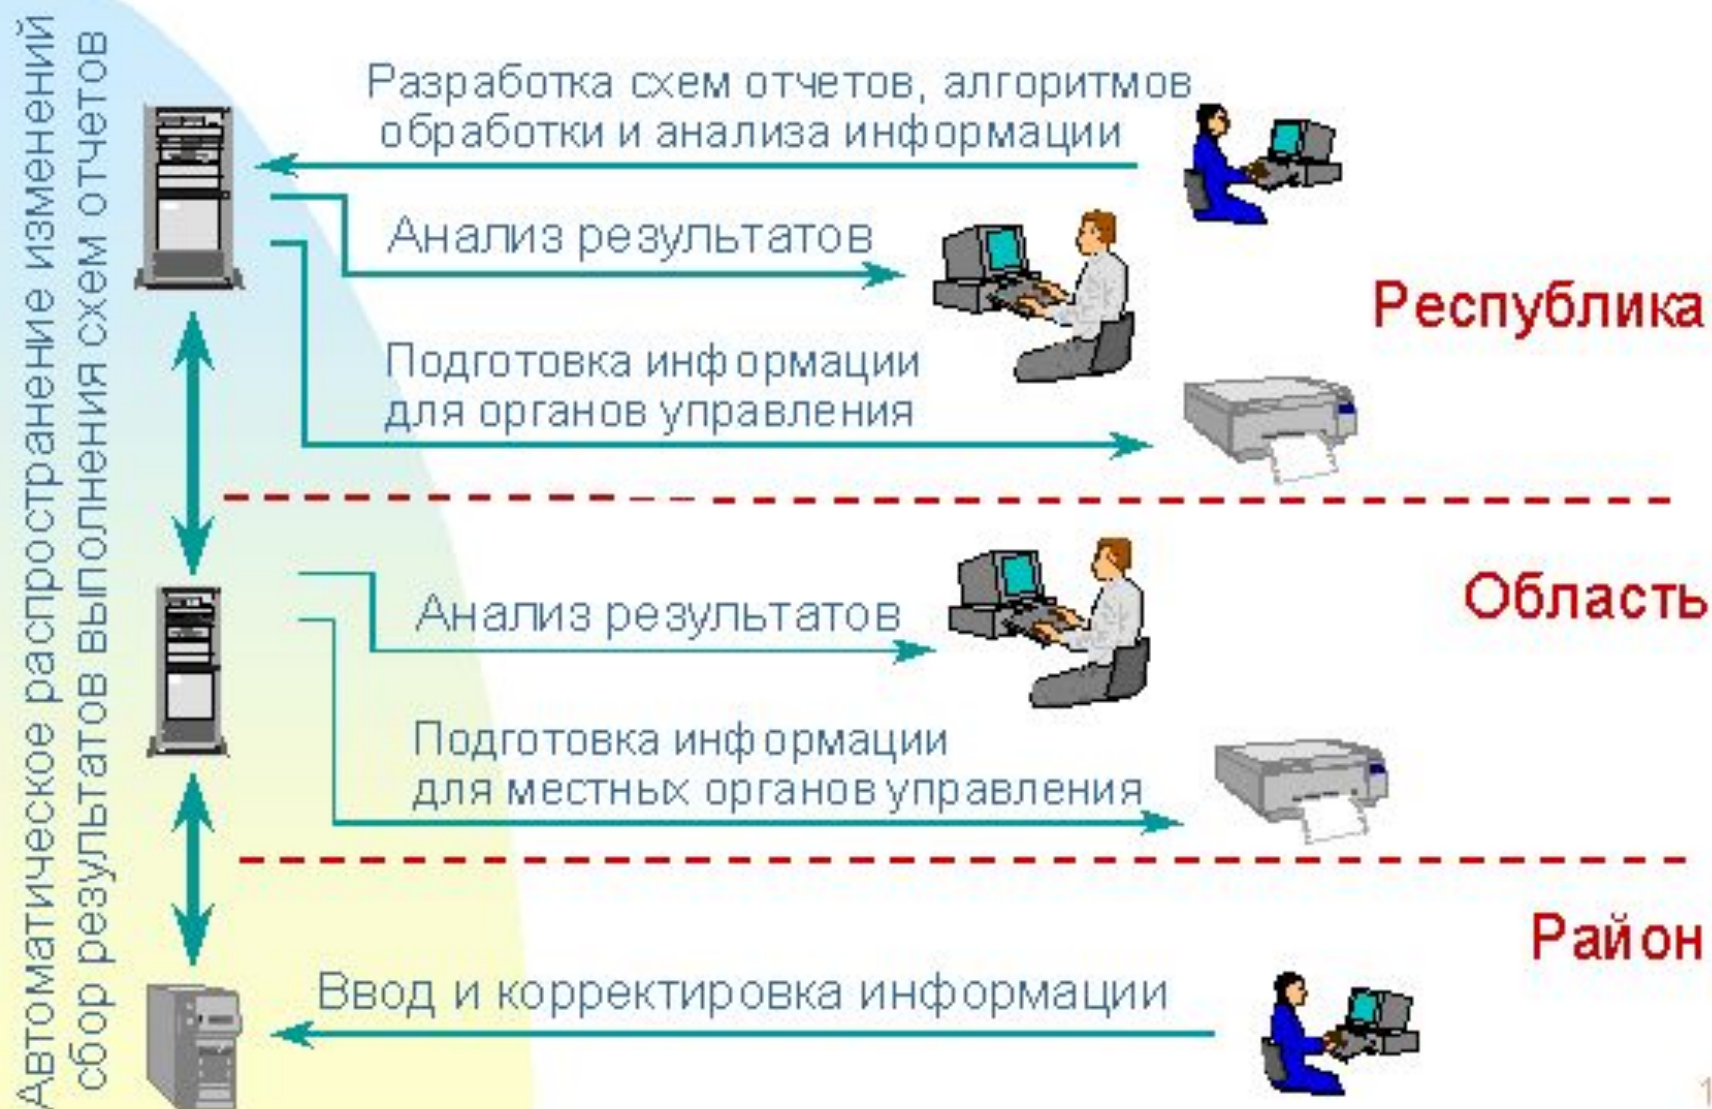 Автоматическое распространение изменений
сбор результатов выполнения схем отчетов
Разработка схем отчетов, алгоритмов
обработки и анализа информации
Анализ результатов
Республика
Подготовка информации
для органов управления
Область
Анализ результатов
Подготовка информации
для местных органов управления
Район
Ввод и корректировка информации
1